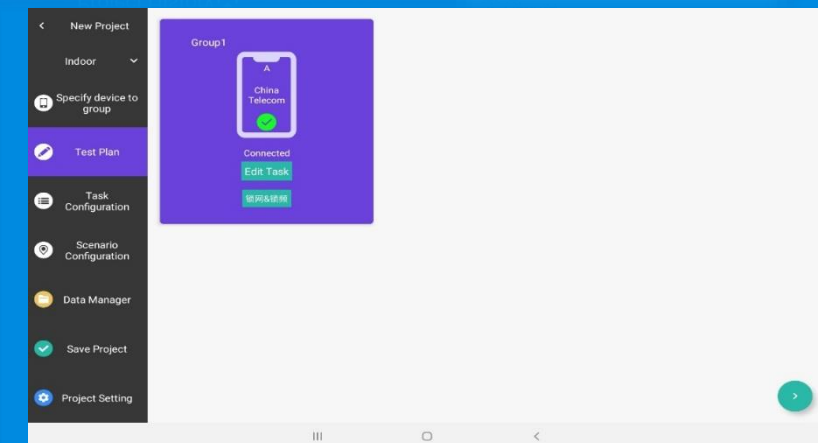 New Project
Indoor
Specify device to
group
Test Plan
Task
Configuration
Scenario
Configuration
Data Manager
Save Project
Project Setting
Group1
A
China
Telecom
Connected
Edit Task
锁网&锁频